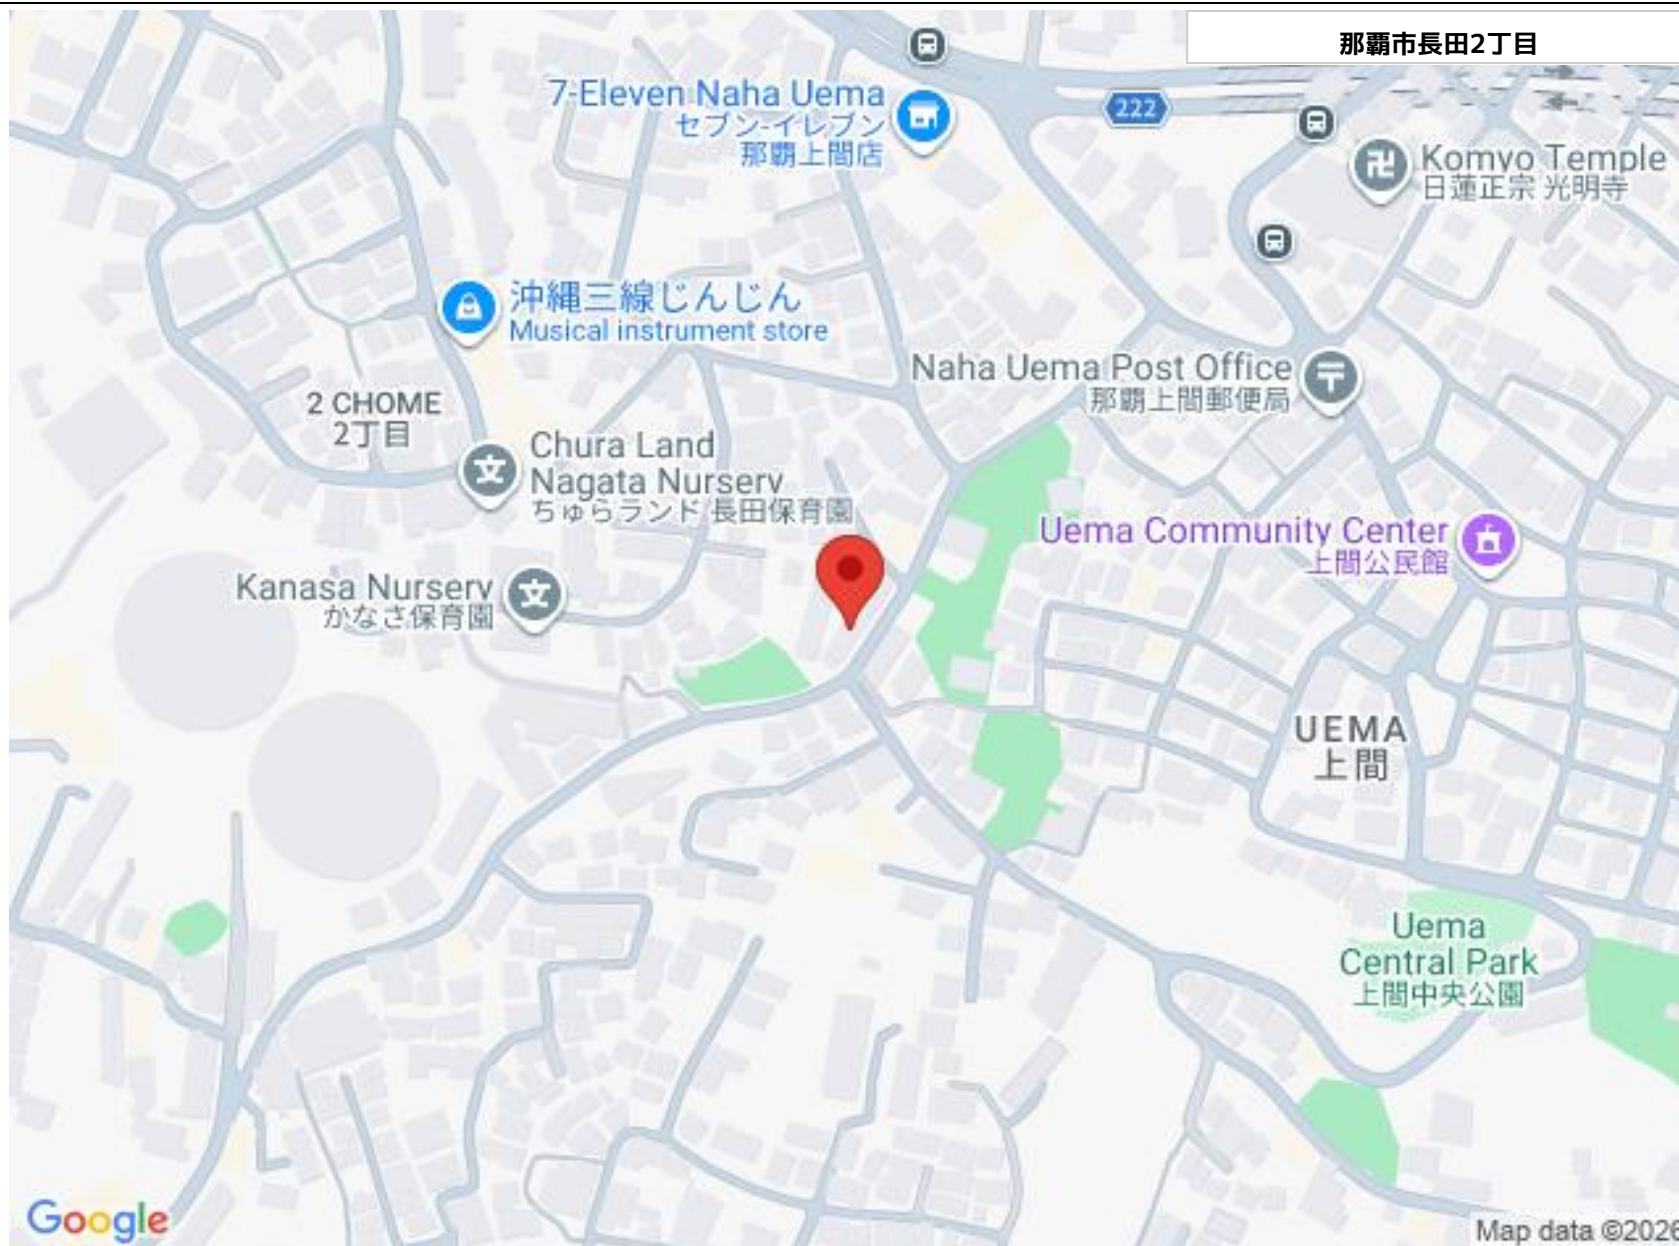 那覇市長田2丁目
7-Eleven Naha Uema
セブン-イレブン
那覇上間店
222
Komyo Temple
日蓮正宗 光明寺
沖縄三線じんじん
Musical instrument store
Naha Uema Post Office
那覇上間郵便局
2 CHOME
2丁目
Chura Land
Nagata Nursery
ちゅらランド 長田保育園
Uema Community Center
上間公民館
Kanasa Nursery
かなさ保育園
UEMA
上間
Uema
Central Park
上間中央公園
Google
Map data ©2026